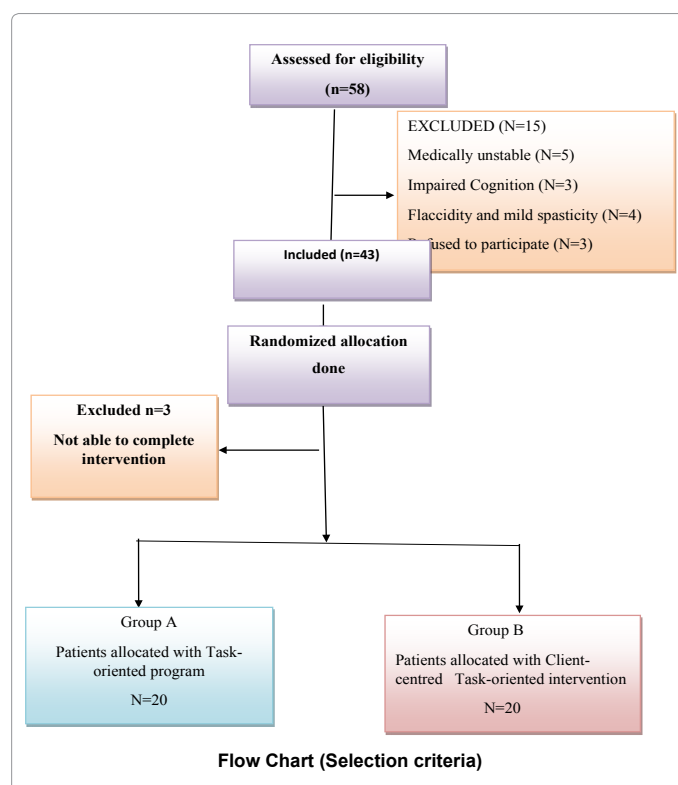 Assessed for eligibility
(n=58)
EXCLUDED (N=15)
Medically unstable (N=5)
Impaired Cognition (N=3)
Flaccidity and mild spasticity (N=4)
Refused to participate (N=3)
Included (n=43)
Randomized allocation
done
Excluded n=3
Not able to complete
intervention
Group A
Patients allocated with Task-
oriented program
N=20
Group B
Patients allocated with Client-
centred Task-oriented intervention
N=20
Flow Chart (Selection criteria)